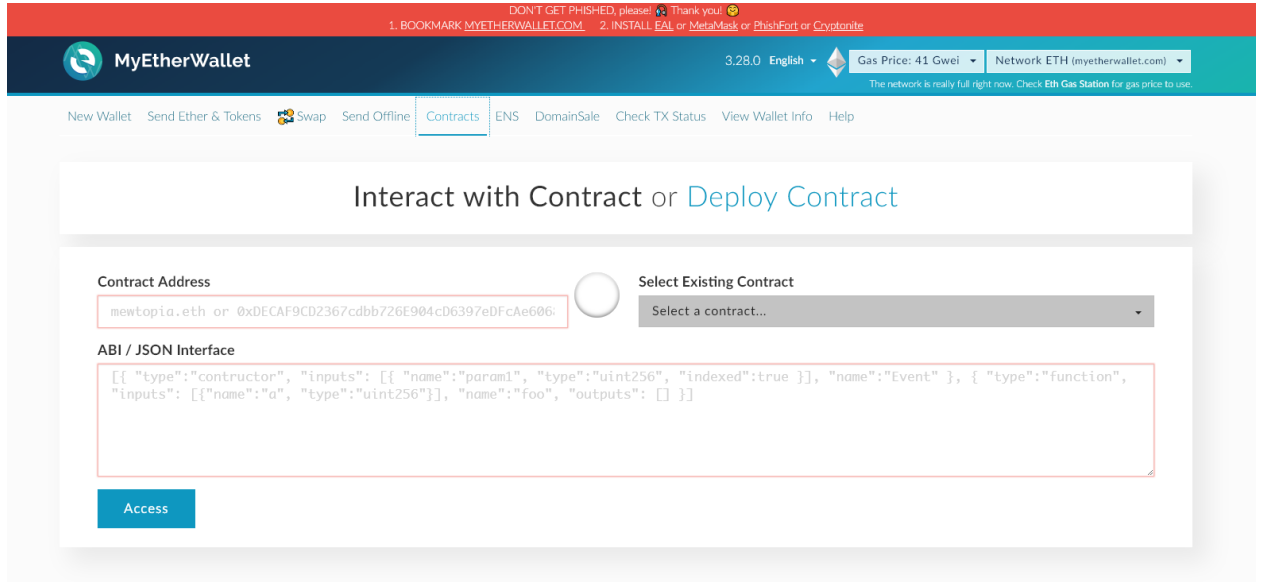 DON'T GET PHISHED, please! Thank you!
1. BOOKMARK MYETHERWALLET.COM 2. INSTALL EAL or MetaMask or PhishFort or Cryptonite
MyEtherWallet
3.28.0 English Gas Price: 41 Gwei Network ETH (myetherwallet.com)
The network is really full right now. Check Eth Gas Station for gas price to use.
New Wallet Send Ether & Tokens Swap Send Offline Contracts ENS DomainSale Check TX Status View Wallet Info Help
Interact with Contract or Deploy Contract
Contract Address
mewtopia.eth or 0xDECAF9CD2367cdbb726E904cD6397eDFcAe606
Select Existing Contract
Select a contract...
ABI / JSON Interface
[{ "type":"contructor", "inputs": [{ "name":"param1", "type":"uint256", "indexed":true }], "name":"Event" }, { "type":"function",
"inputs": [{"name":"a", "type":"uint256"}], "name":"foo", "outputs": [] }]
Access